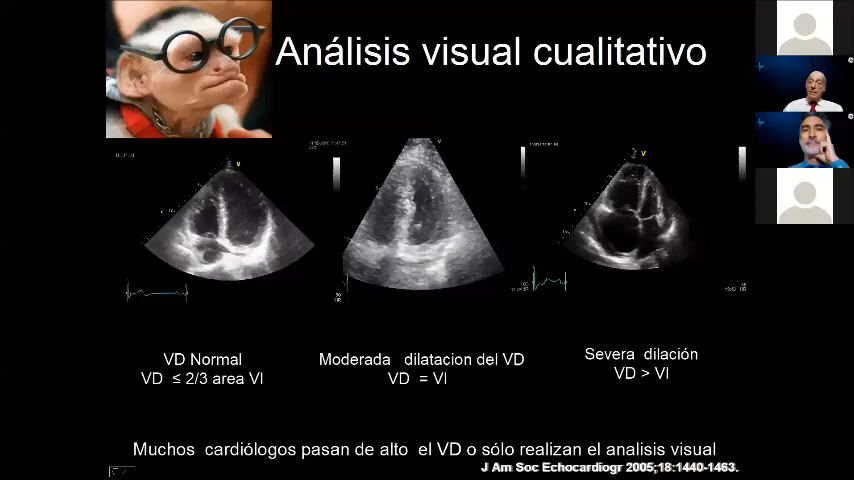 Análisis visual cualitativo
V
V
V
VD Normal
VD ≤ 2/3 area VI
Moderada dilatacion del VD
VD = VI
Severa dilación
VD > VI
Muchos cardiólogos pasan de alto el VD o sólo realizan el analisis visual
J Am Soc Echocardiogr 2005;18:1440-1463.